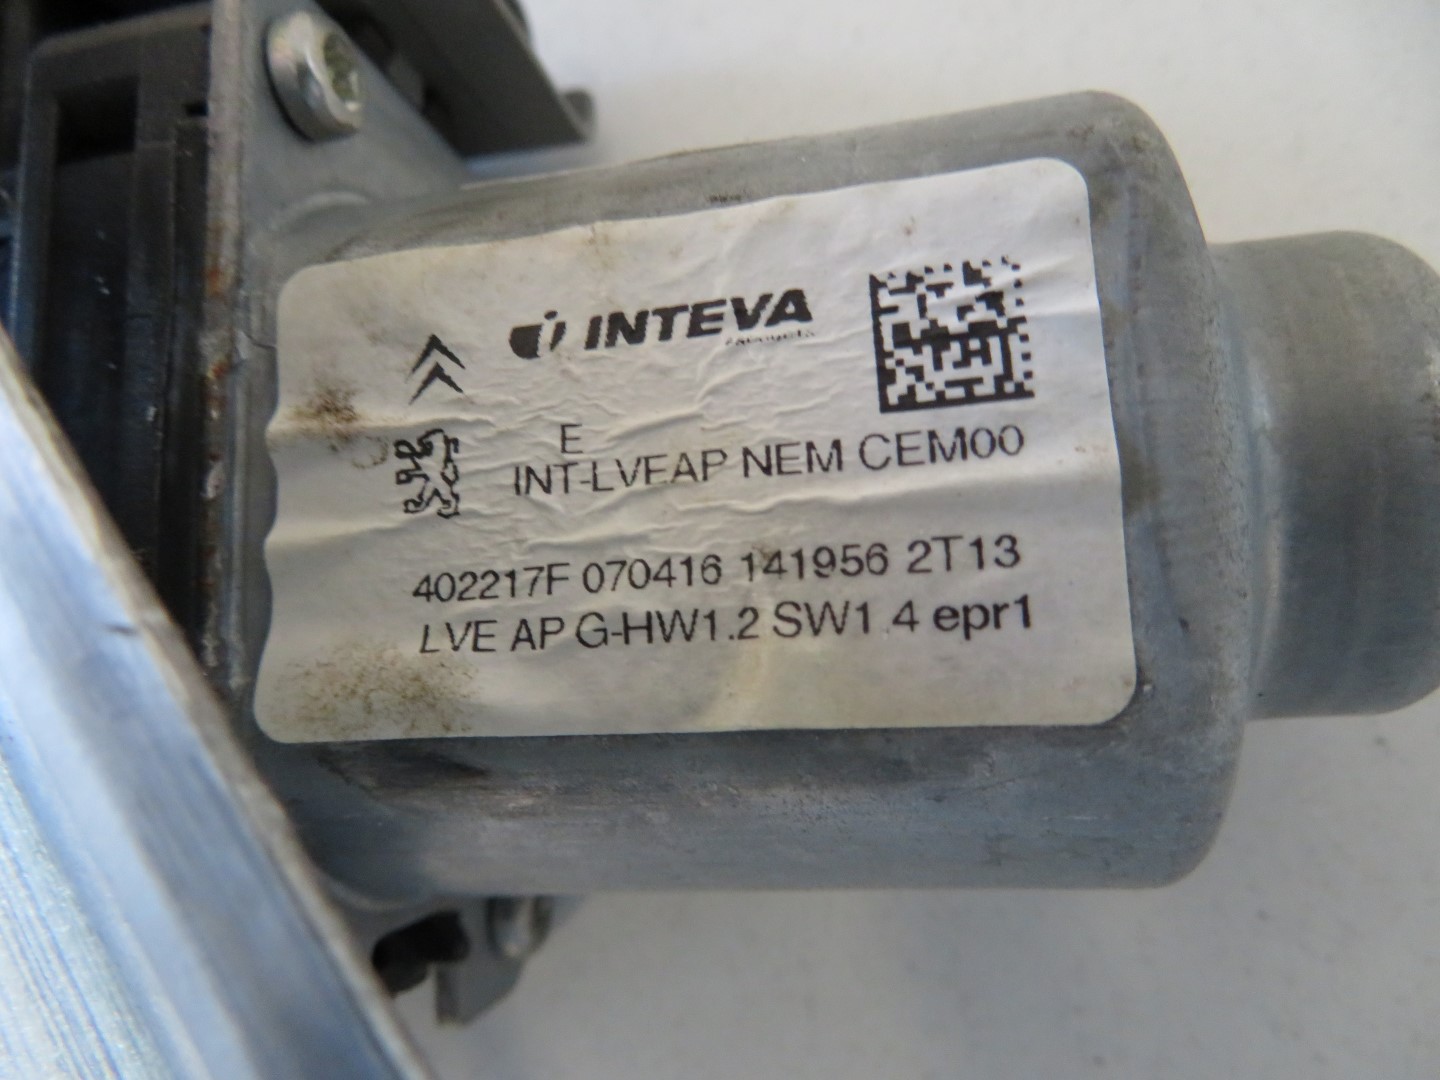 INTEVA
E
INT-LVEAP NEM CEM00
402217F 070416 141956 2T13
LVE AP G-HW1.2 SW1.4 epr1